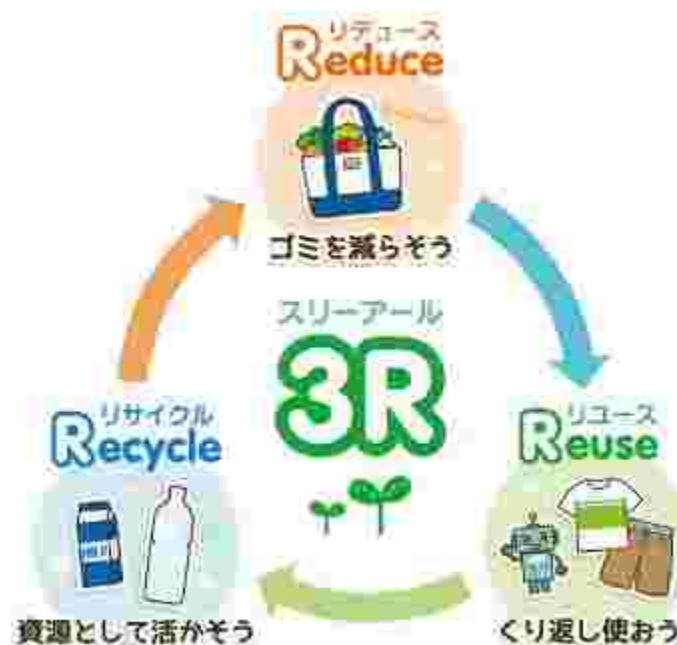 リデュース
Reduce
ゴミを減らそう
スリーアール
3R
リサイクル
Recycle
MILK
資源として活かそう
リユース
Reuse
くり返し使おう